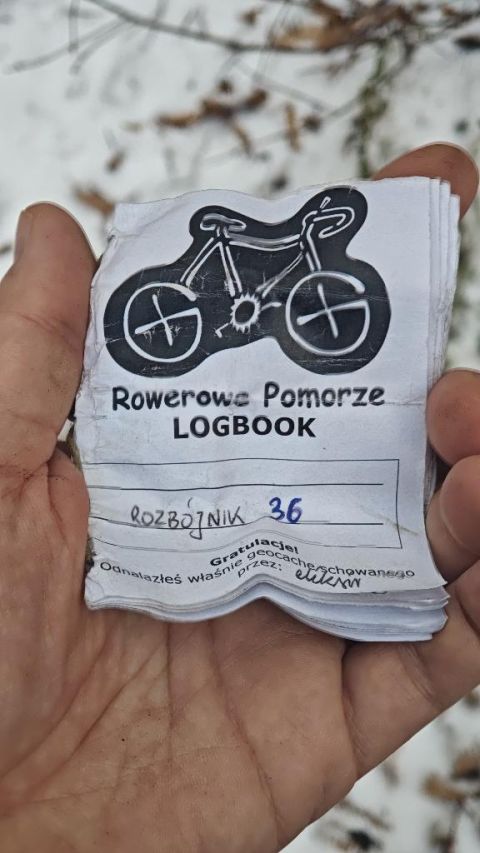 Rowerowe Pomorze
LOGBOOK
ROZBÓJNIK 36
Gratulacje!
Odnalazłeś właśnie geocache schowanego
przez: